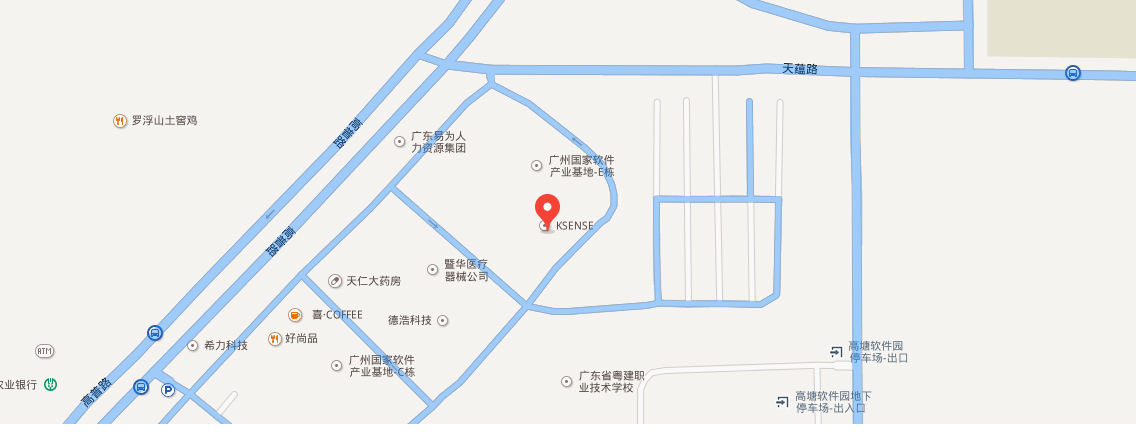 天蕴路
罗浮山土窖鸡
高普路
广东易为人
力资源集团
广州国家软件
产业基地-E栋
KSENSE
高普路
暨华医疗
器械公司
天仁大药房
喜·COFFEE
德浩科技
好尚品
希力科技
ATM
广州国家软件
产业基地-C栋
高塘软件园
停车场-出口
农业银行
高普路
P
广东省粤建职
业技术学校
高塘软件园地下
停车场-出入口